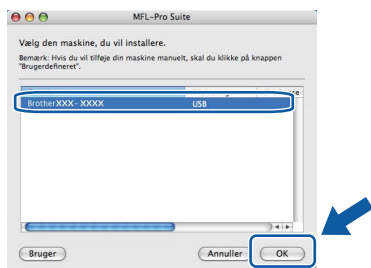 MFL-Pro Suite
Vælg den maskine, du vil installere.
Bemærk: Hvis du vil tilføje din maskine manuelt, skal du klikke på knappen
"Brugerdefineret".
Brother XXX-XXXX USB
Bruger Annuller OK